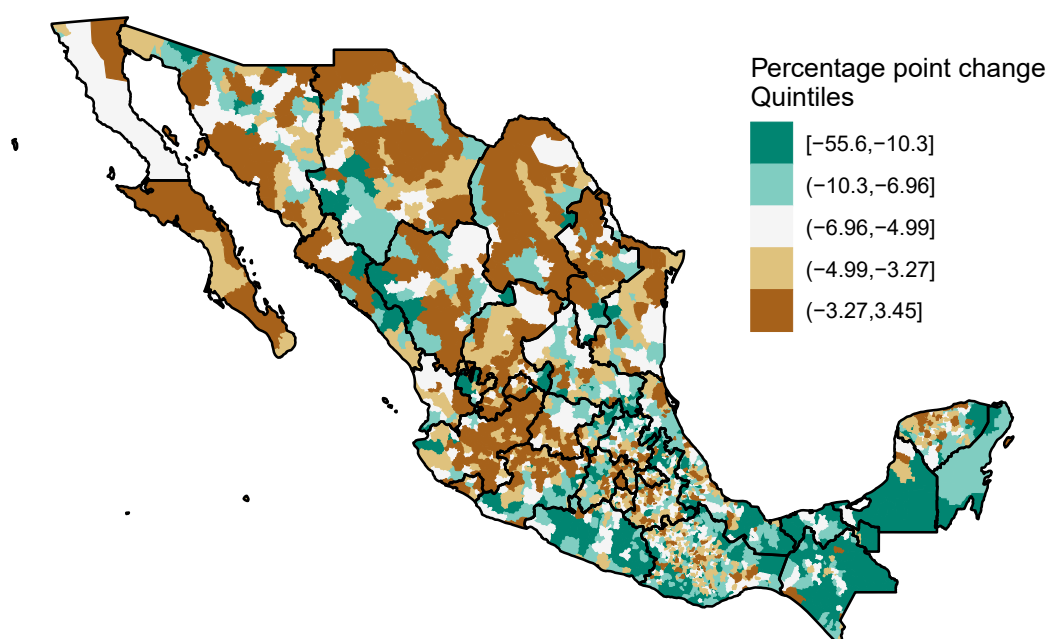 Percentage point change
Quintiles
[−55.6,−10.3]
(−10.3,−6.96]
(−6.96,−4.99]
(−4.99,−3.27]
(−3.27,3.45]